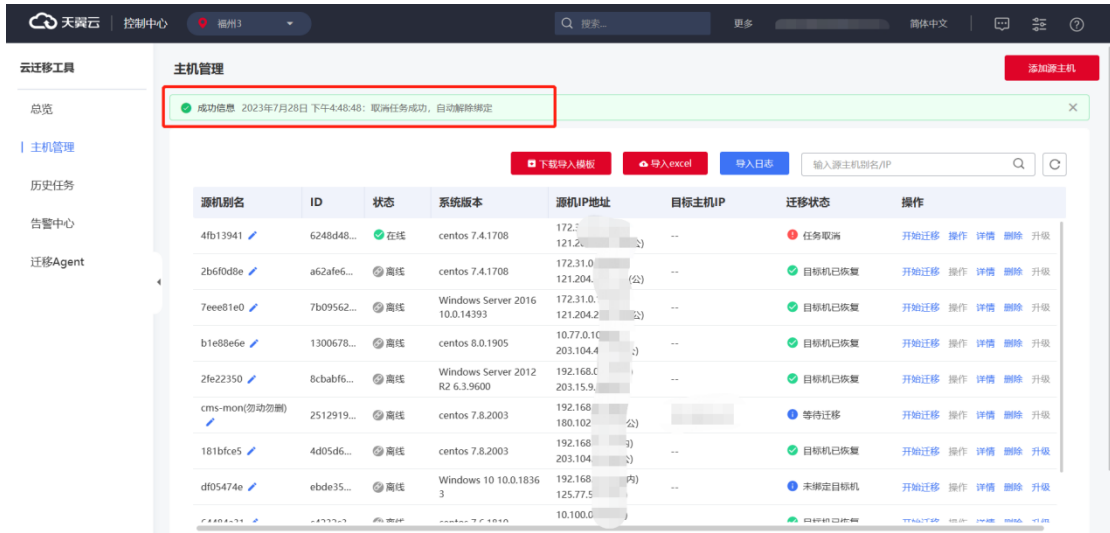 天翼云 控制中心 福州3 搜索... 更多 简体中文
云迁移工具
总览
主机管理
历史任务
告警中心
迁移Agent
主机管理 添加源主机
成功信息 2023年7月28日 下午4:48:48：取消任务成功，自动解除绑定
下载导入模板 导入excel 导入日志 输入源主机别名/IP
源机别名 ID 状态 系统版本 源机IP地址 目标主机IP 迁移状态 操作
4fb13941 6248d48... 在线 centos 7.4.1708 172. -- 任务取消 开始迁移 操作 详情 删除 升级
121.2
2b6f0d8e a62afe6... 离线 centos 7.4.1708 172.31.0. -- 目标机已恢复 开始迁移 操作 详情 删除 升级
121.204. (公)
7eee81e0 7b09562... 离线 Windows Server 2016 172.31.0. -- 目标机已恢复 开始迁移 操作 详情 删除 升级
10.0.14393 121.204.2 公)
b1e88e6e 1300678... 离线 centos 8.0.1905 10.77.0.10 -- 目标机已恢复 开始迁移 操作 详情 删除 升级
203.104.4
2fe22350 8cbabf6... 离线 Windows Server 2012 192.168. -- 目标机已恢复 开始迁移 操作 详情 删除 升级
R2 6.3.9600 203.15.9.
cms-mon(勿动勿删) 2512919... 离线 centos 7.8.2003 192.168 等待迁移 开始迁移 操作 详情 删除 升级
180.102 公)
181bfce5 4d05d6... 离线 centos 7.8.2003 192.168 -- 目标机已恢复 开始迁移 操作 详情 删除 升级
203.104.
df05474e ebde35... 离线 Windows 10 10.0.1836 192.168. 内) -- 未绑定目标机 开始迁移 操作 详情 删除 升级
3 125.77.5
10.100.0